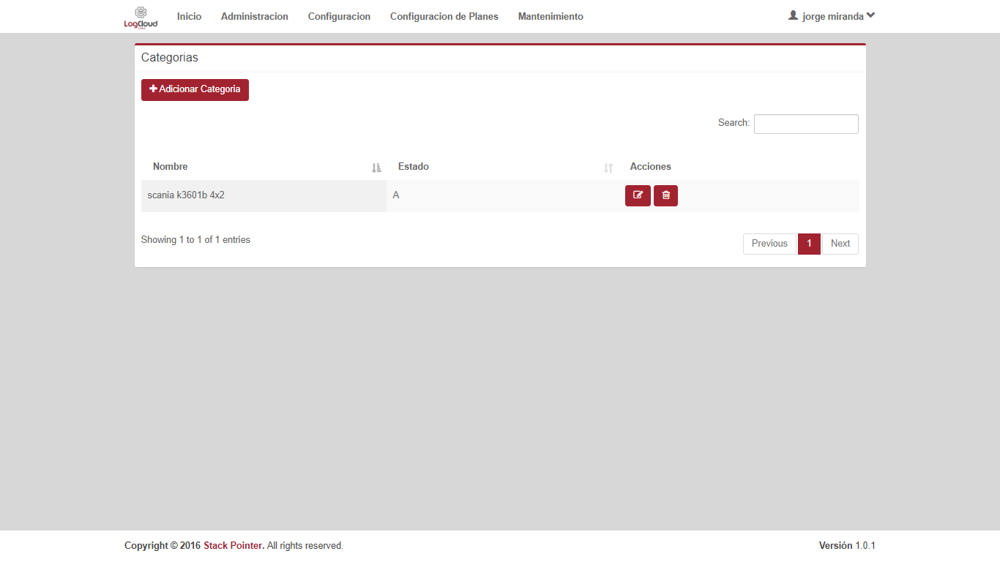 LogCloud
Inicio Administracion Configuracion Configuracion de Planes Mantenimiento jorge miranda
Categorias
Adicionar Categoria
Search:
Nombre Estado Acciones
scania k3601b 4x2 A
Showing 1 to 1 of 1 entries
Previous 1 Next
Copyright © 2016 Stack Pointer. All rights reserved. Versión 1.0.1